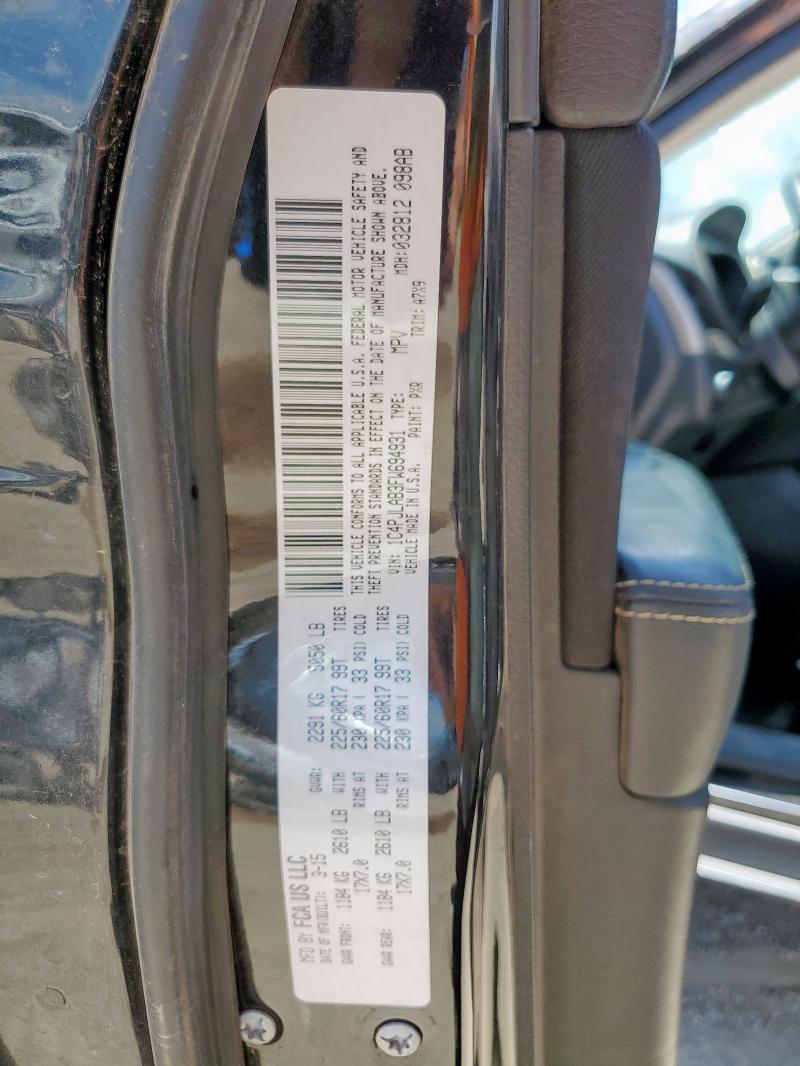 MFD BY FCA US LLC
DATE OF MFR(BUILT): 3-15 GVWR: 2291 KG 5050 LB
GAWR FRONT: 1184 KG 2610 LB WITH 225/60R17 99T TIRES
17X7.0 RIMS AT 230 KPA ( 33 PSI) COLD
GAWR REAR: 1184 KG 2610 LB WITH 225/60R17 99T TIRES
17X7.0 RIMS AT 230 KPA ( 33 PSI) COLD
THIS VEHICLE CONFORMS TO ALL APPLICABLE U.S.A. FEDERAL MOTOR VEHICLE SAFETY AND
THEFT PREVENTION STANDARDS IN EFFECT ON THE DATE OF MANUFACTURE SHOWN ABOVE.
VIN: 1C4PJLAB3FW694931 TYPE: MPV MDH:032812 098AB
VEHICLE MADE IN U.S.A. PAINT: PXR TRIM: A7X9